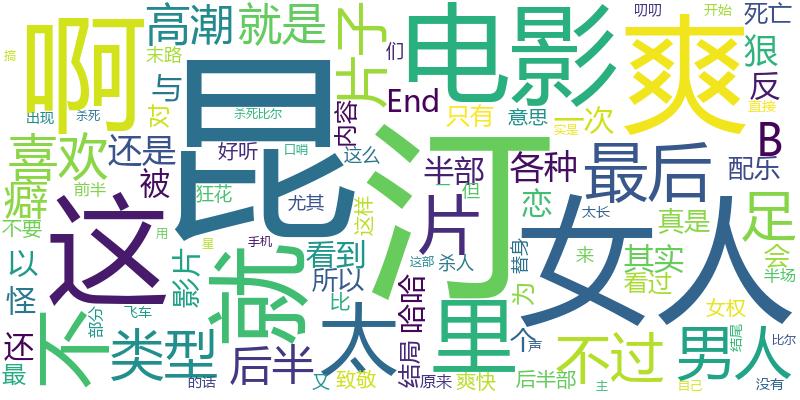 叨叨
开始
死亡
啊
高潮
就是
片子
电影
爽
狠
末路
们
搞
与
反
出现
杀死
昆
对
杀死比尔
内容
End
只有
意思
一次
直接
实是
B
喜欢
还是
好听
口哨
这么
汀
半部
各种
最后
配乐
癖
前半
被
狂花
尤其
片
一
但
恋
女人
太长
足
不要
这
就
这样
真是
用
星
手机
看到
这部
杀人
替身
来
其实
会
半场
以
怪
影片
所以
比
哈哈
里
为
看过
女权
还
不
部分
飞车
类型
后半
太
结局
个
声
不过
男人
结尾
比尔
最
的话
又
致敬
原来
爽快
后半部
主
自己
没有